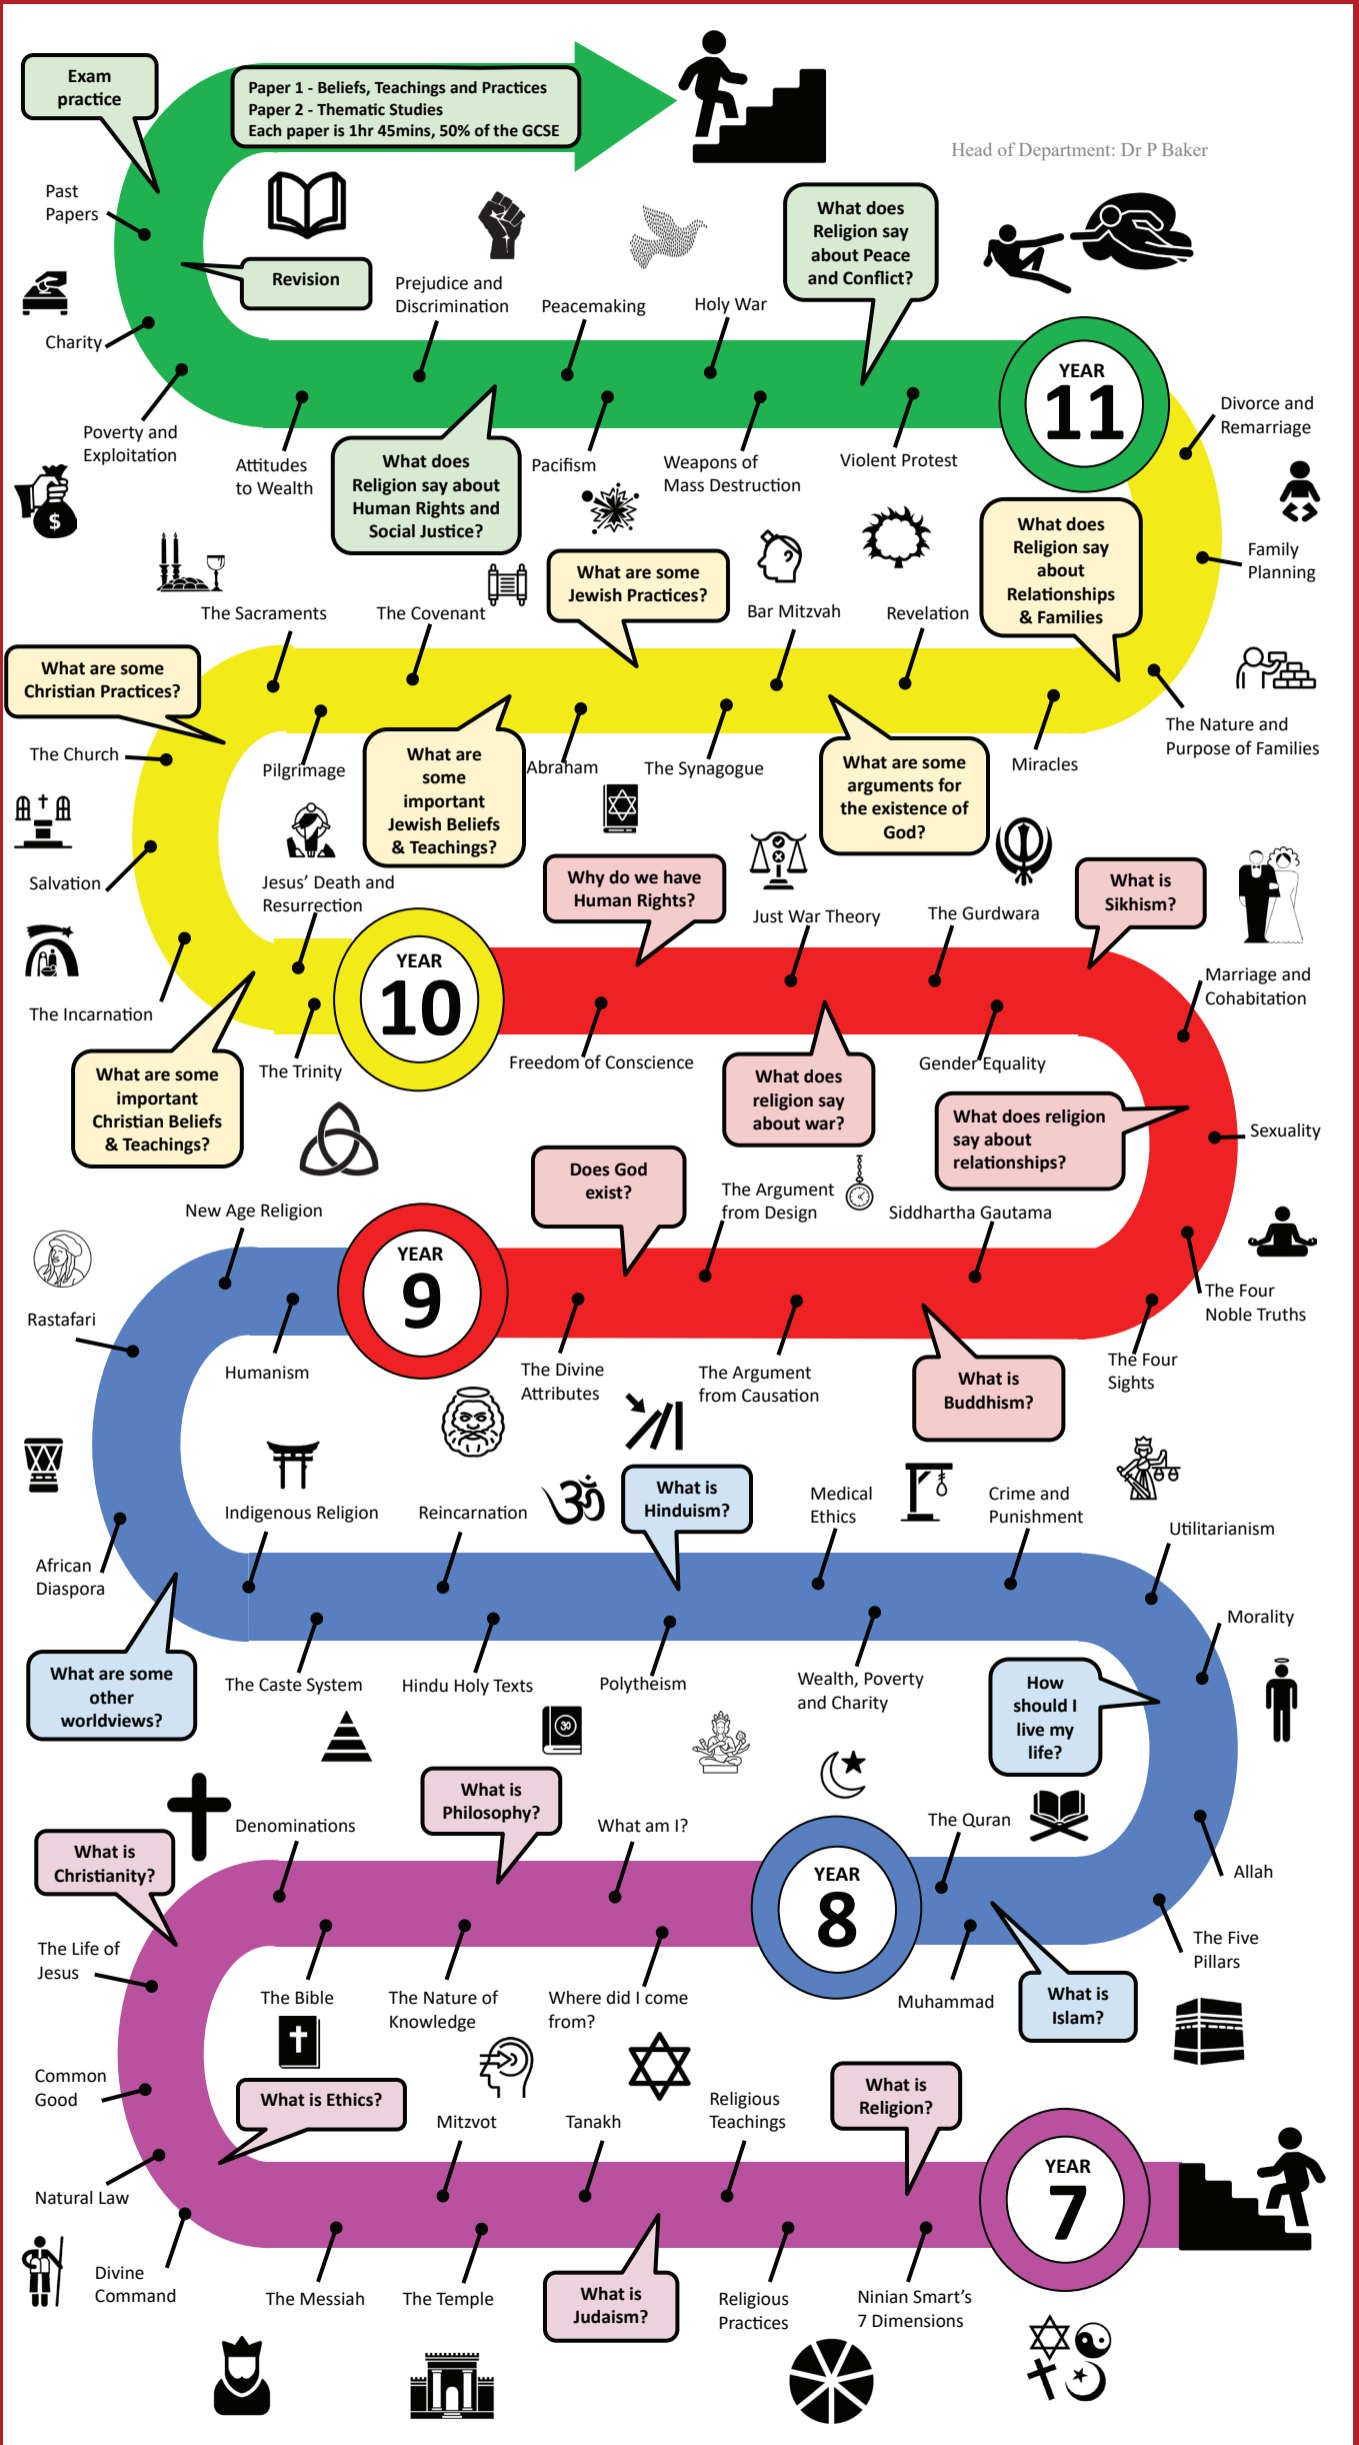 Exam
practice
Paper 1 - Beliefs, Teachings and Practices
Paper 2 - Thematic Studies
Each paper is 1hr 45mins, 50% of the GCSE
Head of Department: Dr P Baker
Past
Papers
Revision
Prejudice and
Discrimination
Peacemaking
Holy War
What does
Religion say
about Peace
and Conflict?
Charity
YEAR
11
Poverty and
Exploitation
Attitudes
to Wealth
What does
Religion say about
Human Rights and
Social Justice?
Pacifism
Weapons of
Mass Destruction
Violent Protest
Divorce and
Remarriage
$
What does
Religion say
about
Relationships
& Families
Family
Planning
The Sacraments
The Covenant
What are some
Jewish Practices?
Bar Mitzvah
Revelation
What are some
Christian Practices?
The Church
Pilgrimage
What are
some
important
Jewish Beliefs
& Teachings?
Abraham
The Synagogue
What are some
arguments for
the existence of
God?
Miracles
The Nature and
Purpose of Families
Salvation
Jesus' Death and
Resurrection
Why do we have
Human Rights?
Just War Theory
The Gurdwara
What is
Sikhism?
The Incarnation
YEAR
10
Marriage and
Cohabitation
What are some
important
Christian Beliefs
& Teachings?
The Trinity
Freedom of Conscience
What does
religion say
about war?
Gender Equality
What does religion
say about
relationships?
Sexuality
New Age Religion
Does God
exist?
The Argument
from Design
Siddhartha Gautama
Rastafari
Humanism
YEAR
9
The Divine
Attributes
The Argument
from Causation
What is
Buddhism?
The Four
Sights
The Four
Noble Truths
Indigenous Religion
Reincarnation
ॐ
What is
Hinduism?
Medical
Ethics
Crime and
Punishment
Utilitarianism
African
Diaspora
What are some
other
worldviews?
The Caste System
Hindu Holy Texts
Polytheism
Wealth, Poverty
and Charity
How
should I
live my
life?
Morality
What is
Christianity?
Denominations
What is
Philosophy?
What am I?
YEAR
8
The Quran
Allah
The Five
Pillars
The Life of
Jesus
The Bible
The Nature of
Knowledge
Where did I come
from?
Muhammad
What is
Islam?
Common
Good
What is Ethics?
Mitzvot
Tanakh
Religious
Teachings
What is
Religion?
YEAR
7
Natural Law
Divine
Command
The Messiah
The Temple
What is
Judaism?
Religious
Practices
Ninian Smart's
7 Dimensions